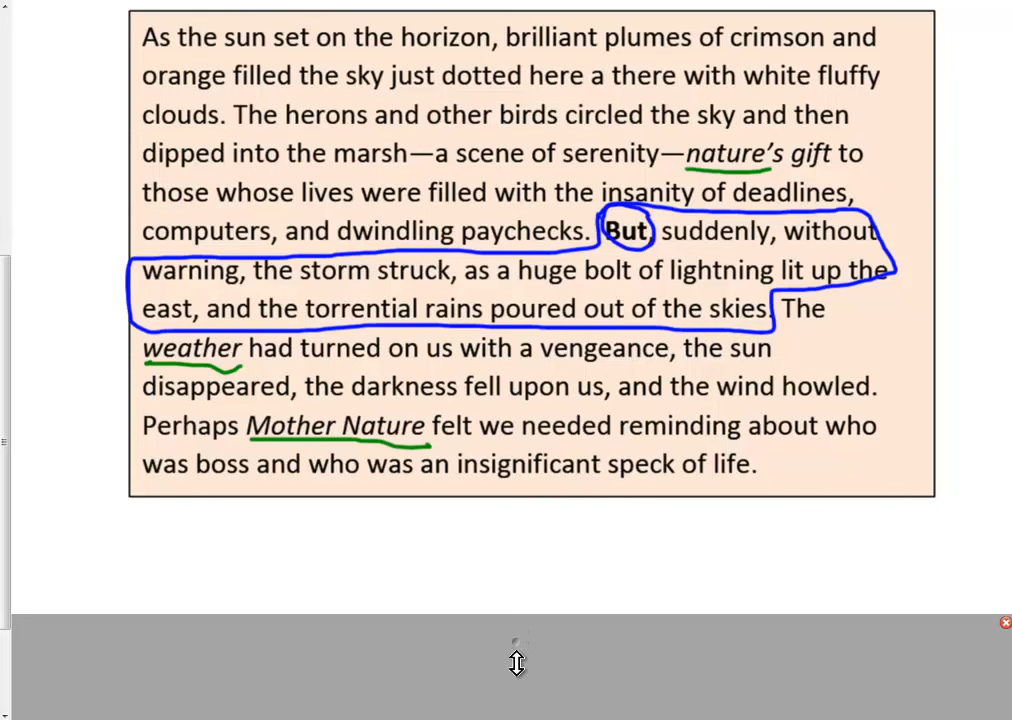 As the sun set on the horizon, brilliant plumes of crimson and
orange filled the sky just dotted here a there with white fluffy
clouds. The herons and other birds circled the sky and then
dipped into the marsh—a scene of serenity—nature's gift to
those whose lives were filled with the insanity of deadlines,
computers, and dwindling paychecks. But, suddenly, without
warning, the storm struck, as a huge bolt of lightning lit up the
east, and the torrential rains poured out of the skies. The
weather had turned on us with a vengeance, the sun
disappeared, the darkness fell upon us, and the wind howled.
Perhaps Mother Nature felt we needed reminding about who
was boss and who was an insignificant speck of life.